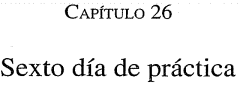 CAPÍTULO 26
Sexto día de práctica